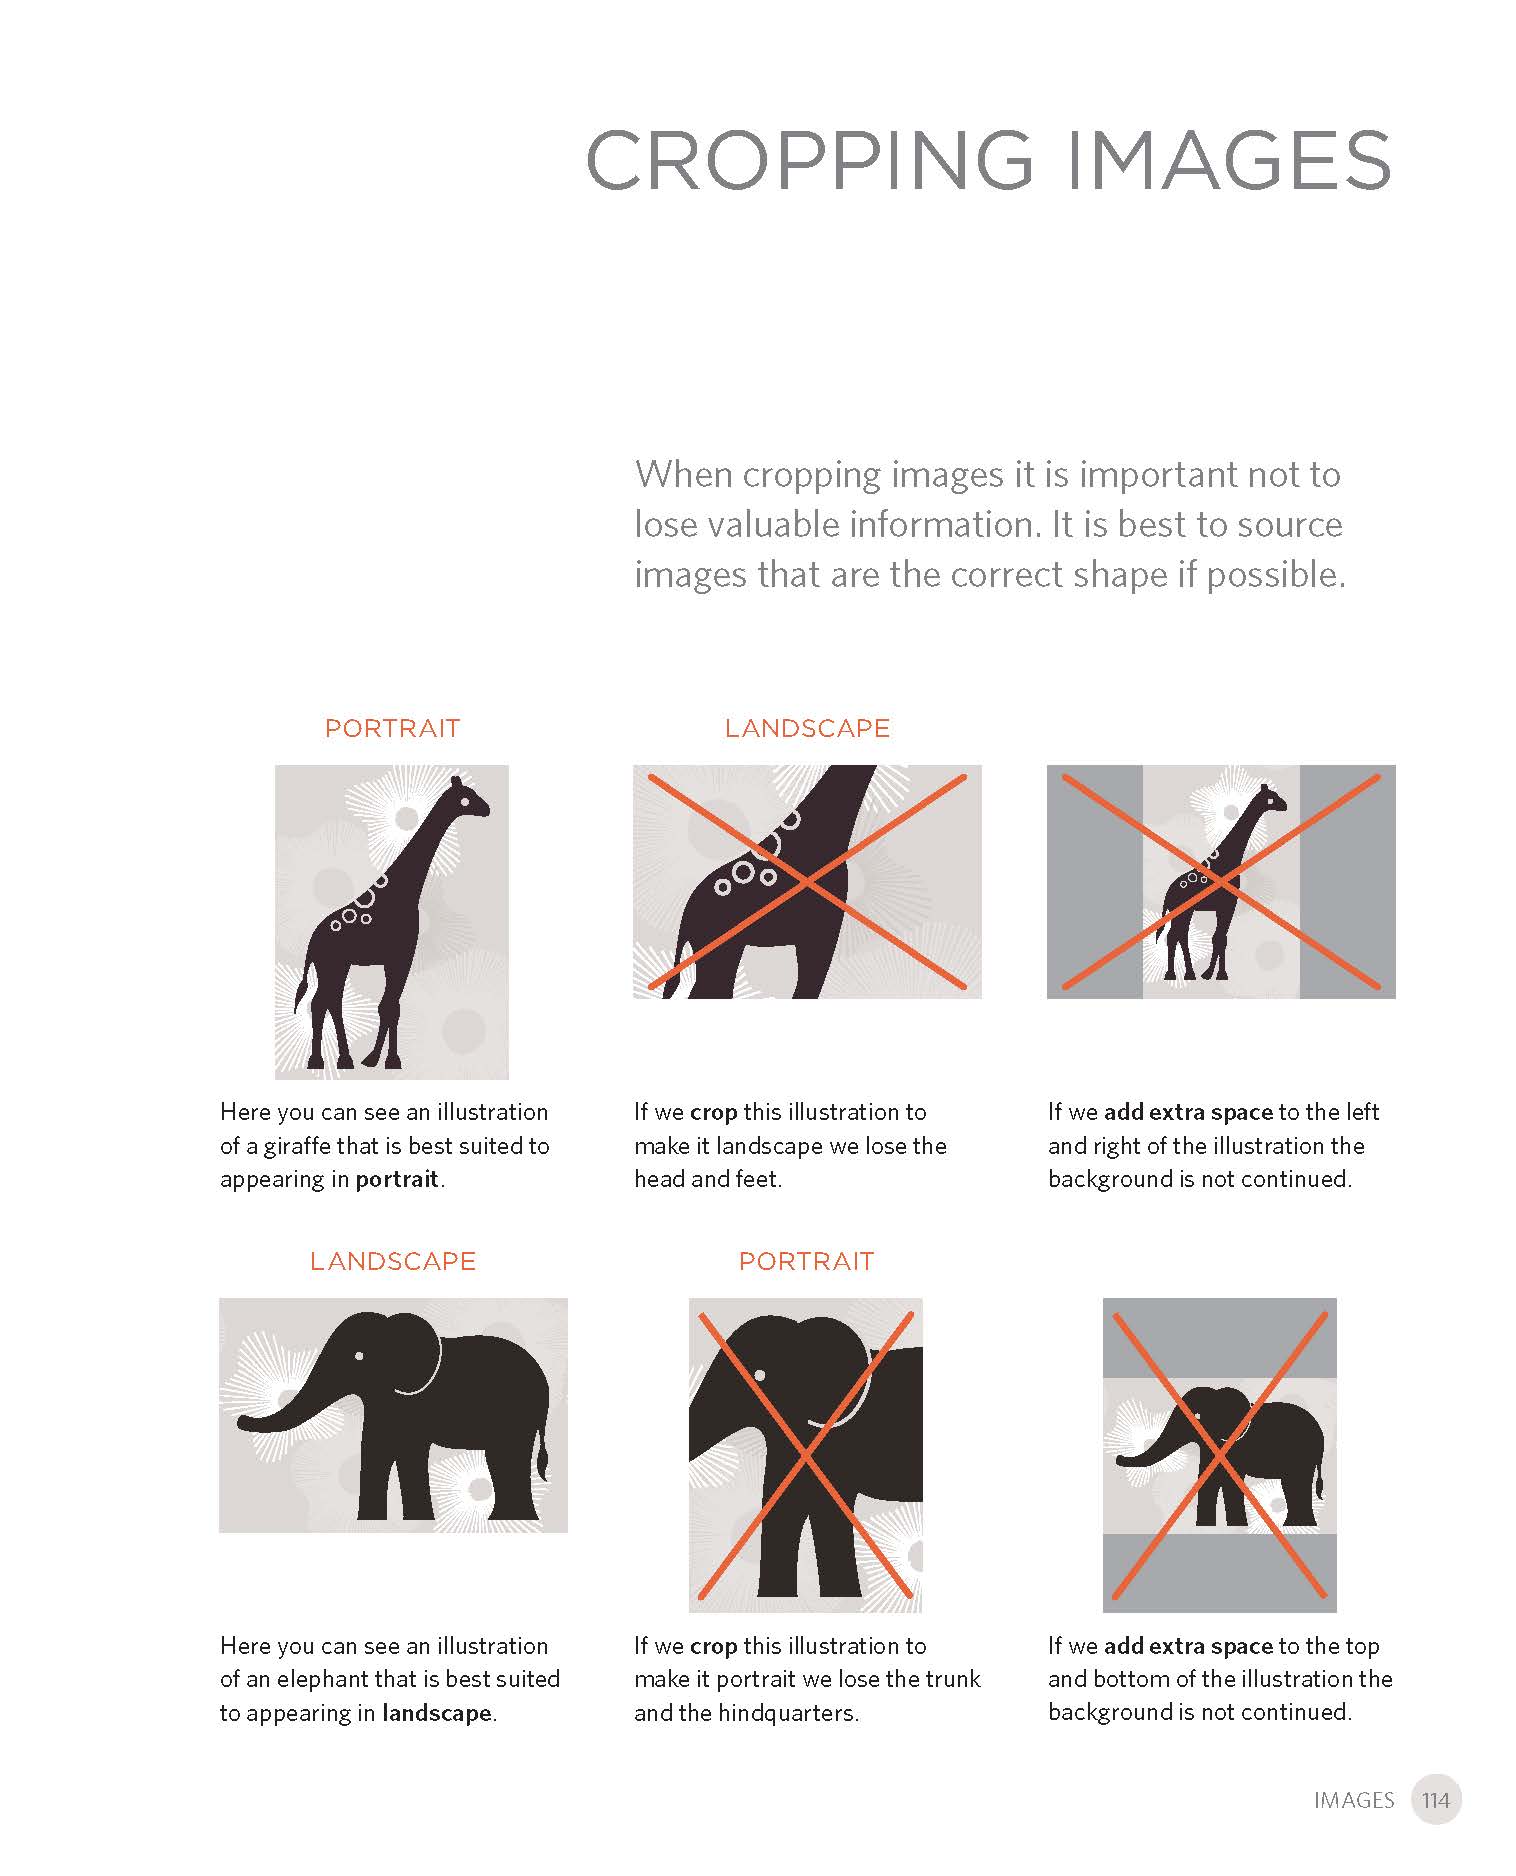 CROPPING IMAGES
When cropping images it is important not to
lose valuable information. It is best to source
images that are the correct shape if possible.
PORTRAIT
LANDSCAPE
Here you can see an illustration
of a giraffe that is best suited to
appearing in portrait.
If we crop this illustration to
make it landscape we lose the
head and feet.
If we add extra space to the left
and right of the illustration the
background is not continued.
LANDSCAPE
PORTRAIT
Here you can see an illustration
of an elephant that is best suited
to appearing in landscape.
If we crop this illustration to
make it portrait we lose the trunk
and the hindquarters.
If we add extra space to the top
and bottom of the illustration the
background is not continued.
IMAGES 114